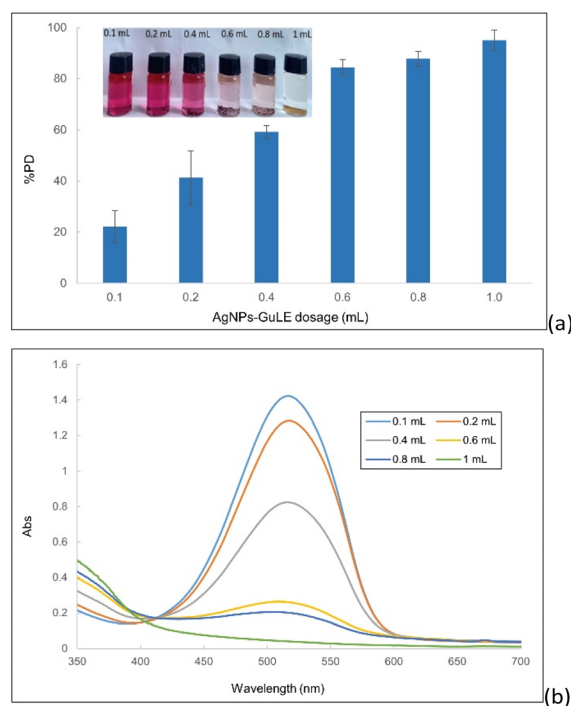 0.1 mL 0.2 mL 0.4 mL 0.6 mL 0.8 mL 1 mL
100
80
60
40
20
0
%PD
0.1 0.2 0.4 0.6 0.8 1.0
AgNPs-GuLE dosage (mL)
(a)
1.6
1.4
1.2
1
0.8
0.6
0.4
0.2
0
Abs
0.1 mL 0.2 mL
0.4 mL 0.6 mL
0.8 mL 1 mL
350 400 450 500 550 600 650 700
Wavelength (nm)
(b)